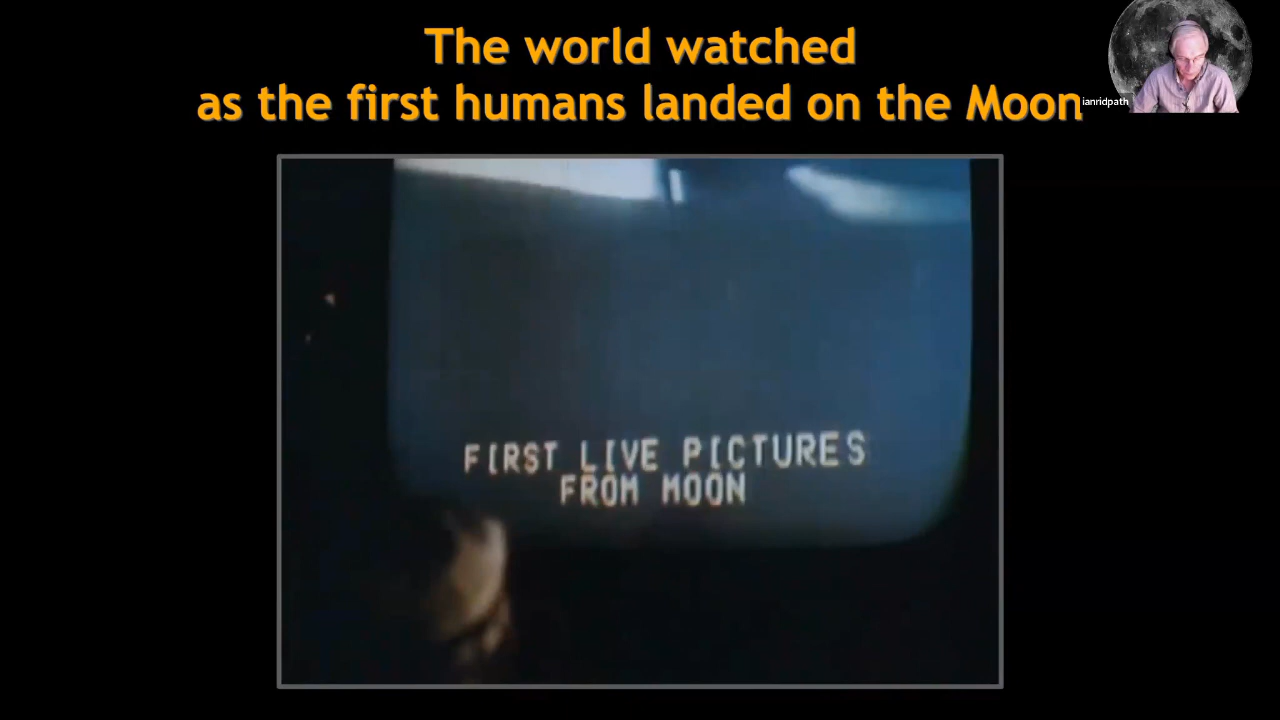 The world watched
as the first humans landed on the Moon
ianridpath
FIRST LIVE PICTURES
FROM MOON